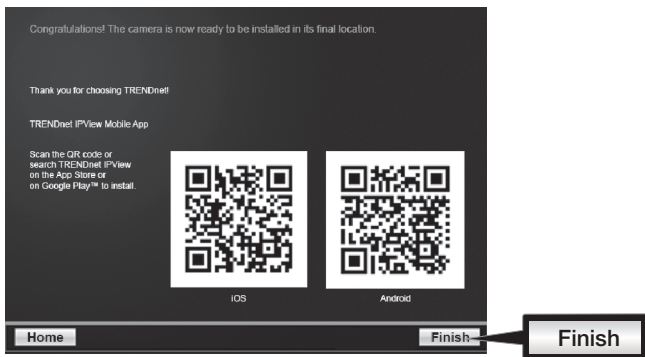 Congratulations! The camera is now ready to be installed in its final location.
Thank you for choosing TRENDnet!
TRENDnet IPView Mobile App
Scan the QR code or
search TRENDnet IPView
on the App Store or
on Google Play™ to install.
iOS
Android
Home
Finish
Finish